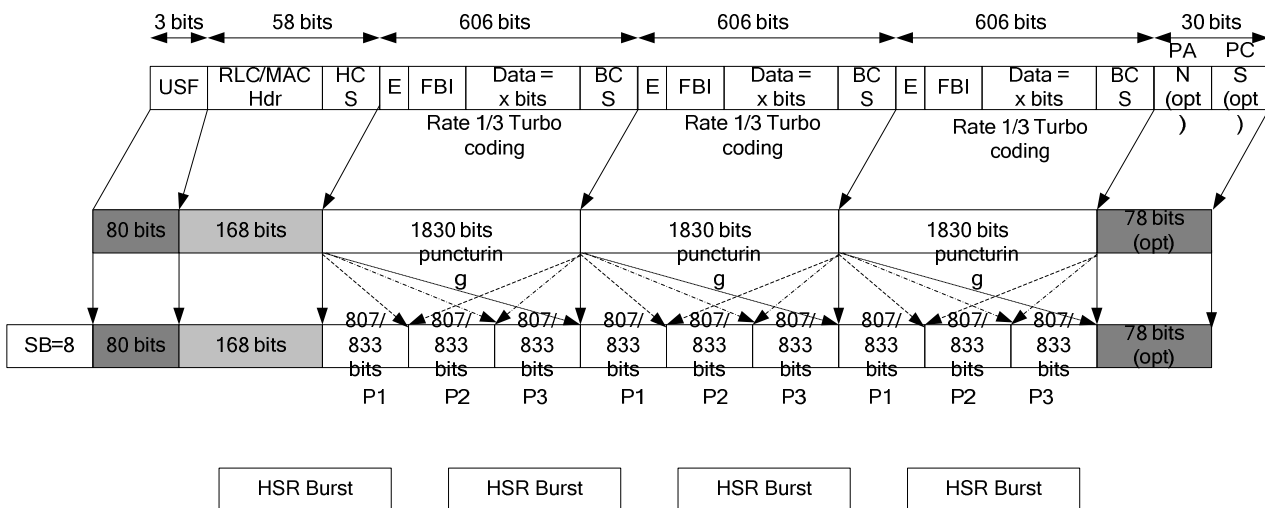 3 bits 58 bits 606 bits 606 bits 606 bits 30 bits
USF
RLC/MAC
Hdr
HC
S
E
FBI
Data =
x bits
BC
S
E
FBI
Data =
x bits
BC
S
E
FBI
Data =
x bits
BC
S
PA
N
(opt
)
PC
S
(opt
)
Rate 1/3 Turbo
coding
Rate 1/3 Turbo
coding
Rate 1/3 Turbo
coding
80 bits
168 bits
1830 bits
puncturin
g
1830 bits
puncturin
g
1830 bits
puncturin
g
78 bits
(opt)
SB=8
80 bits
168 bits
807/
833
bits
P1
807/
833
bits
P2
807/
833
bits
P3
807/
833
bits
P1
807/
833
bits
P2
807/
833
bits
P3
807/
833
bits
P1
807/
833
bits
P2
807/
833
bits
P3
78 bits
(opt)
HSR Burst
HSR Burst
HSR Burst
HSR Burst